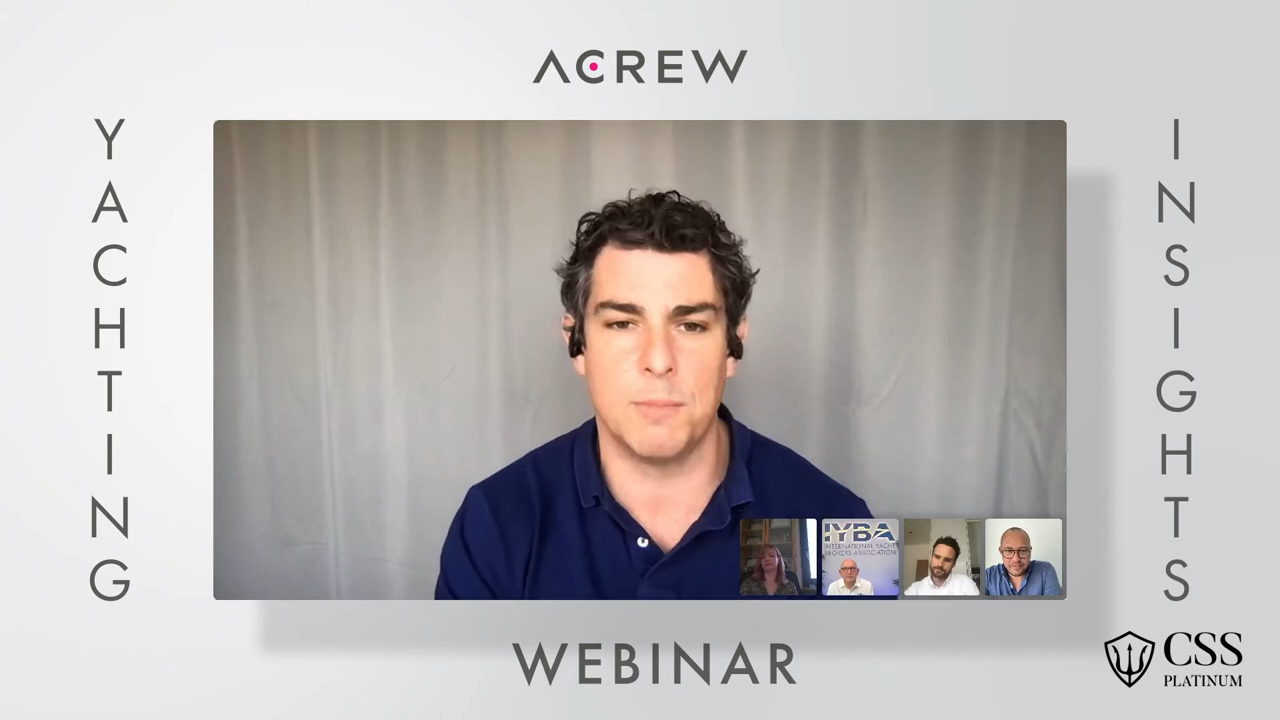 ACREW
YACHTING
INSIGHTS
IYBA
INTERNATIONAL YACHT
BROKERS ASSOCIATION
WEBINAR
CSS
PLATINUM